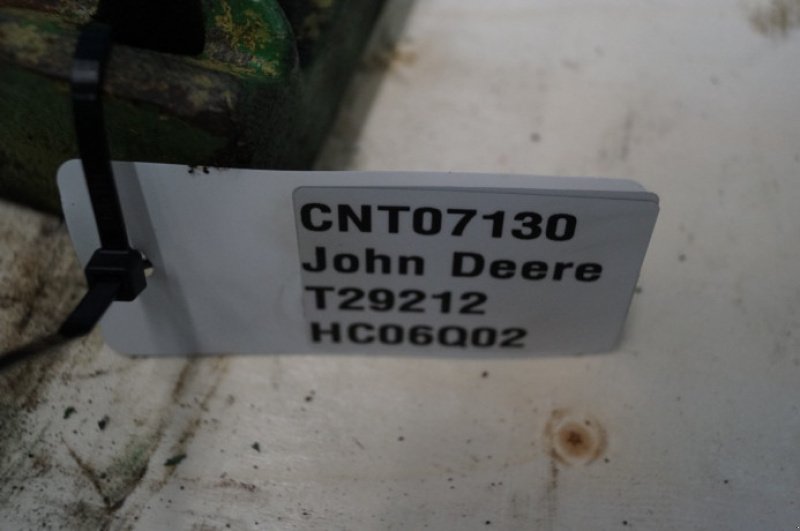 CNT07130
John Deere
T29212
HC06Q02